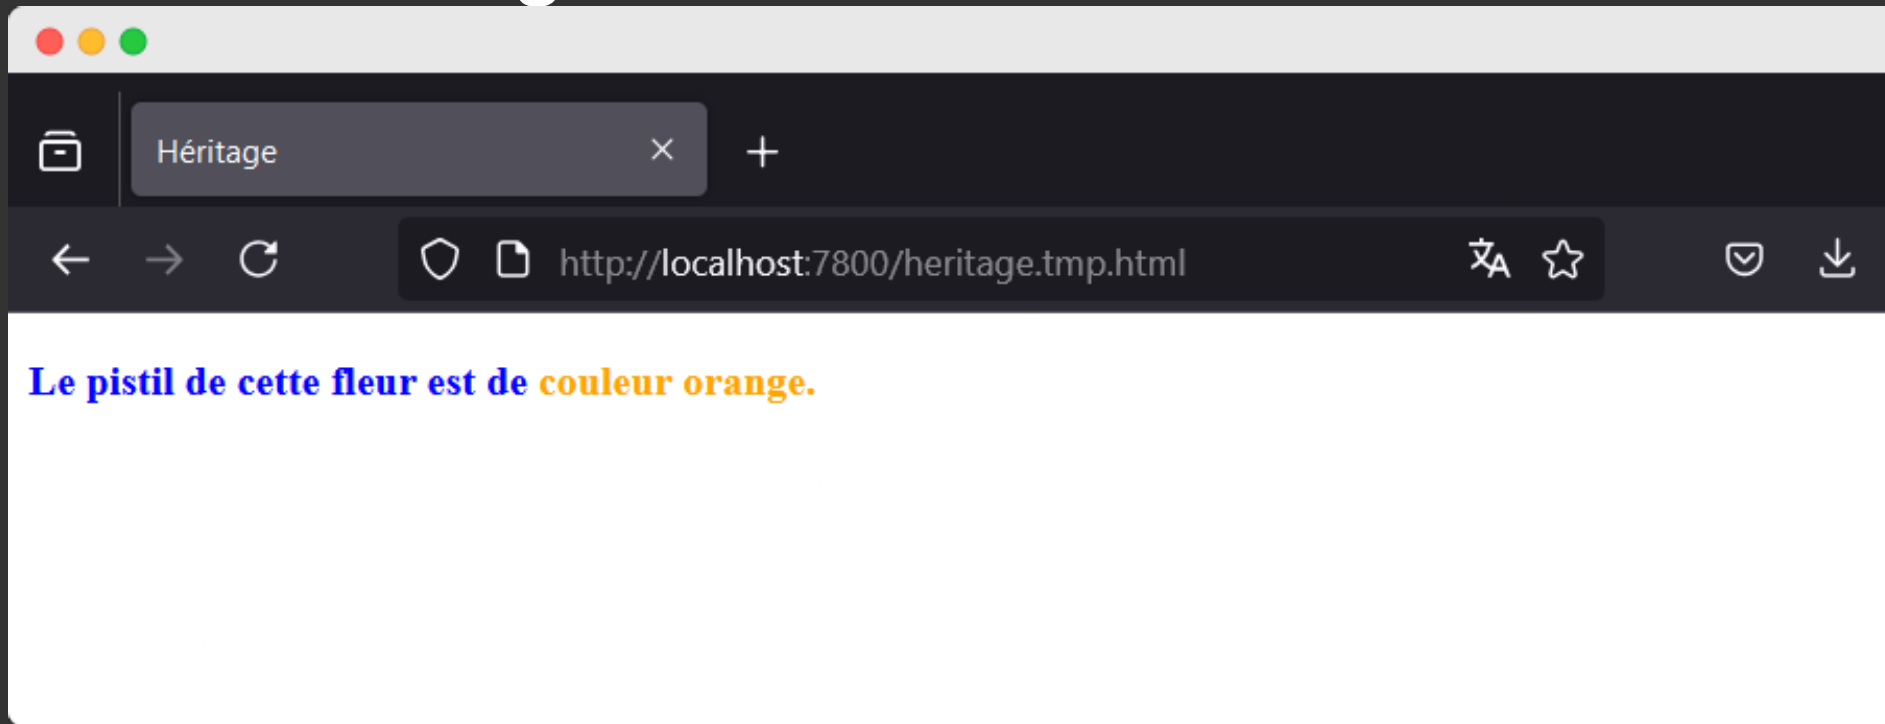 Héritage
http://localhost:7800/heritage.tmp.html
Le pistil de cette fleur est de couleur orange.